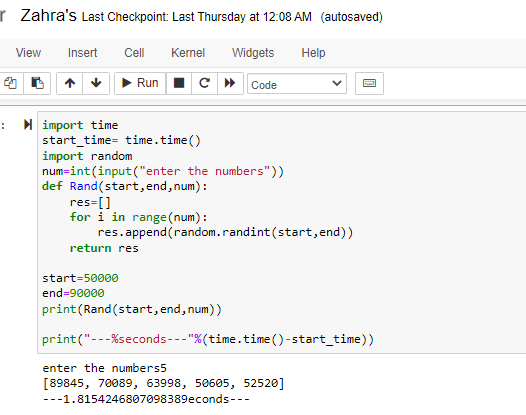 r Zahra's Last Checkpoint: Last Thursday at 12:08 AM (autosaved)
View Insert Cell Kernel Widgets Help
Run Code
: import time
start_time= time.time()
import random
num=int(input("enter the numbers"))
def Rand(start,end,num):
    res=[]
    for i in range(num):
        res.append(random.randint(start,end))
    return res

start=50000
end=90000
print(Rand(start,end,num))

print("---%seconds---"%(time.time()-start_time))
enter the numbers5
[89845, 70089, 63998, 50605, 52520]
---1.8154246807098389econds---